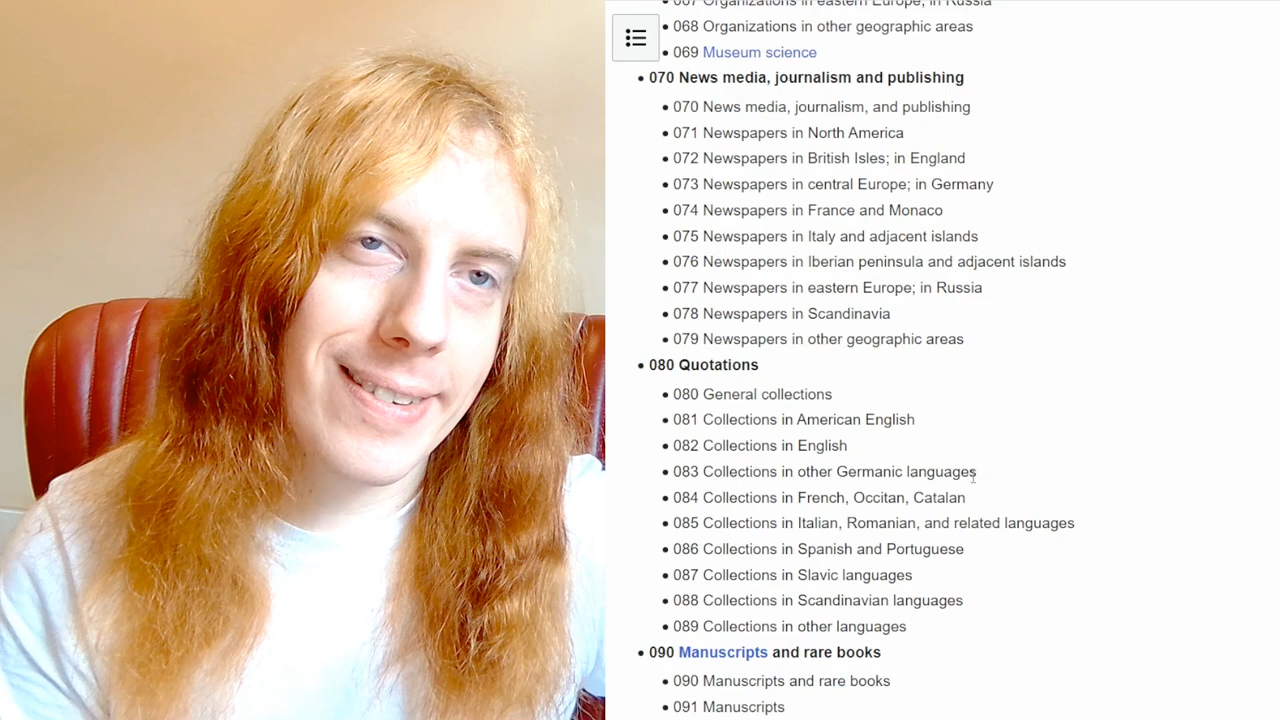 067 Organizations in eastern Europe; in Russia
068 Organizations in other geographic areas
069 Museum science
070 News media, journalism and publishing
070 News media, journalism, and publishing
071 Newspapers in North America
072 Newspapers in British Isles; in England
073 Newspapers in central Europe; in Germany
074 Newspapers in France and Monaco
075 Newspapers in Italy and adjacent islands
076 Newspapers in Iberian peninsula and adjacent islands
077 Newspapers in eastern Europe; in Russia
078 Newspapers in Scandinavia
079 Newspapers in other geographic areas
080 Quotations
080 General collections
081 Collections in American English
082 Collections in English
083 Collections in other Germanic languages
084 Collections in French, Occitan, Catalan
085 Collections in Italian, Romanian, and related languages
086 Collections in Spanish and Portuguese
087 Collections in Slavic languages
088 Collections in Scandinavian languages
089 Collections in other languages
090 Manuscripts and rare books
090 Manuscripts and rare books
091 Manuscripts